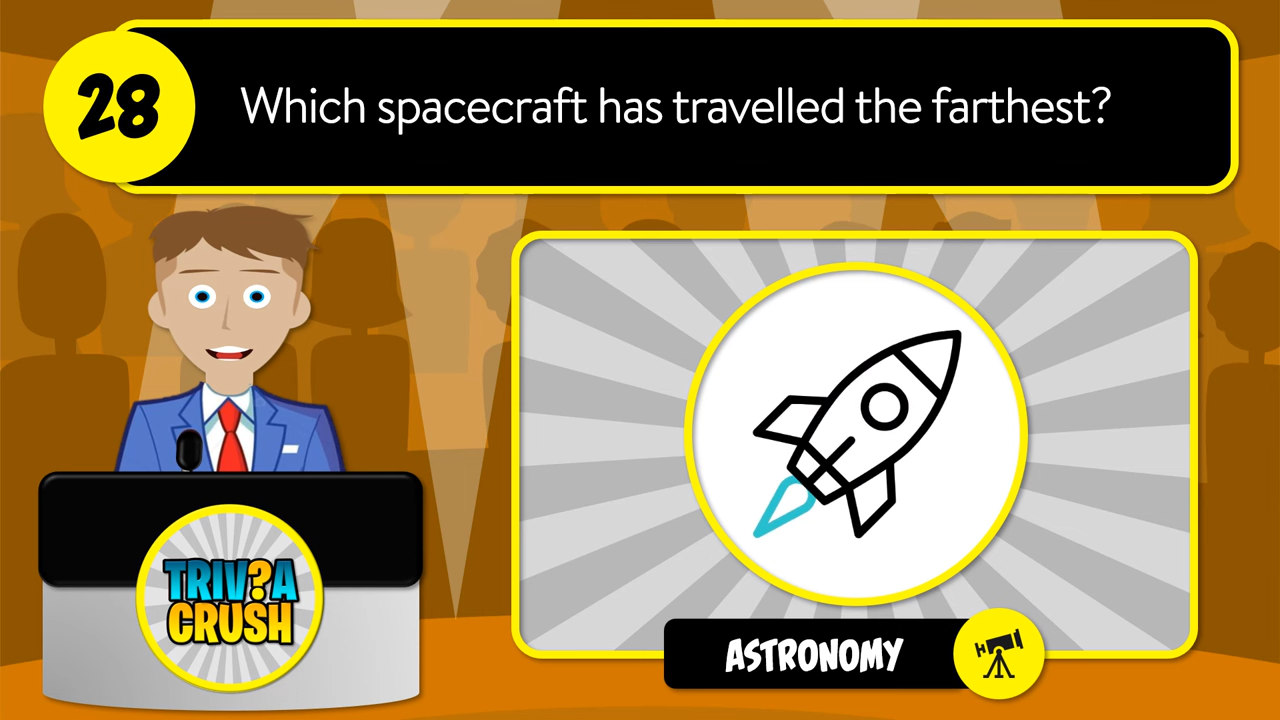 28
Which spacecraft has travelled the farthest?
TRIV?A
CRUSH
ASTRONOMY